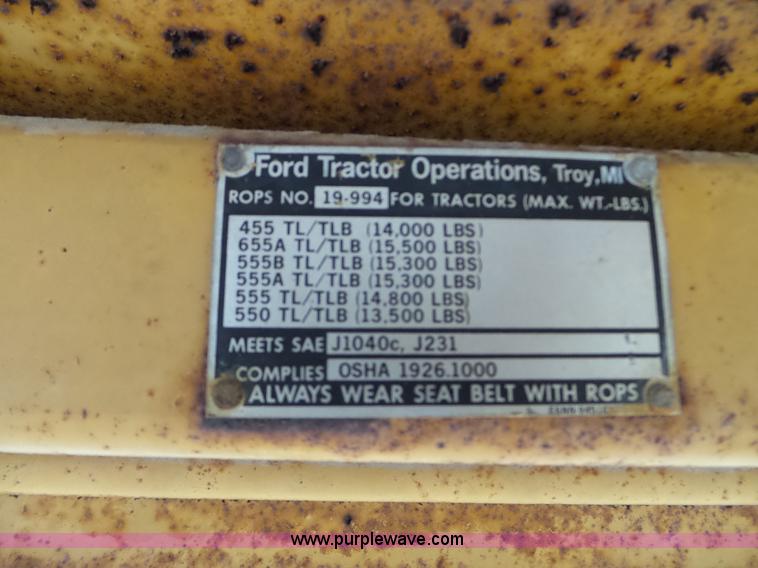 Ford Tractor Operations, Troy, MI
ROPS NO. 19-994 FOR TRACTORS (MAX. WT.-LBS.)
455 TL/TLB (14,000 LBS)
655A TL/TLB (15,500 LBS)
555B TL/TLB (15,300 LBS)
555A TL/TLB (15,300 LBS)
555 TL/TLB (14,800 LBS)
550 TL/TLB (13,500 LBS)
MEETS SAE J1040c, J231
COMPLIES OSHA 1926.1000
ALWAYS WEAR SEAT BELT WITH ROPS
www.purplewave.com